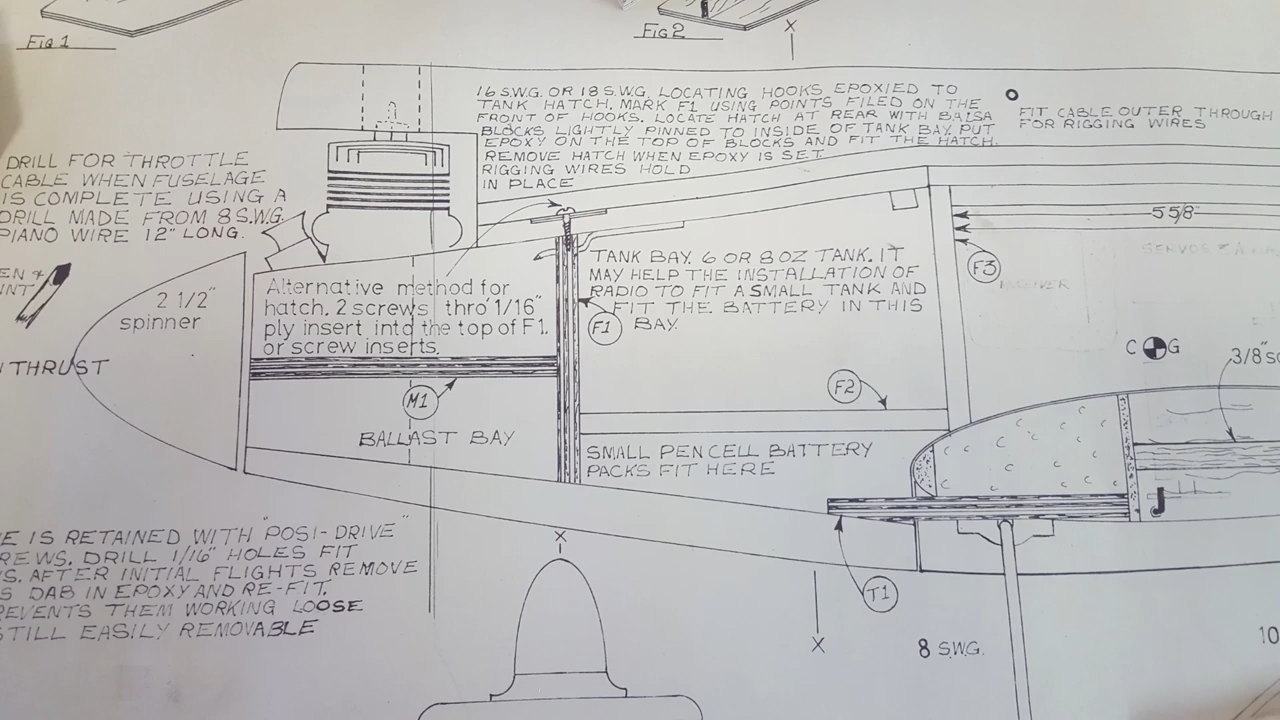 Fig 1
Fig 2
X
16 S.W.G. OR 18 S.W.G. LOCATING HOOKS EPOXIED TO
TANK HATCH. MARK F1 USING POINTS FILED ON THE
FRONT OF HOOKS. LOCATE HATCH AT REAR WITH BALSA
BLOCKS LIGHTLY PINNED TO INSIDE OF TANK BAY. PUT
EPOXY ON THE TOP OF BLOCKS AND FIT THE HATCH.
REMOVE HATCH WHEN EPOXY IS SET.
RIGGING WIRES HOLD
IN PLACE
FIT CABLE OUTER THROUGH
FOR RIGGING WIRES
DRILL FOR THROTTLE
CABLE WHEN FUSELAGE
IS COMPLETE USING A
DRILL MADE FROM 8 S.W.G.
PIANO WIRE 12" LONG.
5 5/8"
F3
TANK BAY. 6 OR 8 OZ TANK. IT
MAY HELP THE INSTALLATION OF
RADIO TO FIT A SMALL TANK AND
FIT THE BATTERY IN THIS
BAY.
F1
Alternative method for
hatch. 2 screws thro' 1/16"
ply insert into the top of F1.
or screw inserts.
2 1/2"
spinner
THRUST
C G
3/8"
F2
M1
BALLAST BAY
SMALL PENCELL BATTERY
PACKS FIT HERE
J
IS RETAINED WITH "POSI-DRIVE"
DRILL 1/16" HOLES FIT
AFTER INITIAL FLIGHTS REMOVE
DAB IN EPOXY AND RE-FIT.
THEM WORKING LOOSE
STILL EASILY REMOVABLE
X
T1
X
8 S.W.G.
10